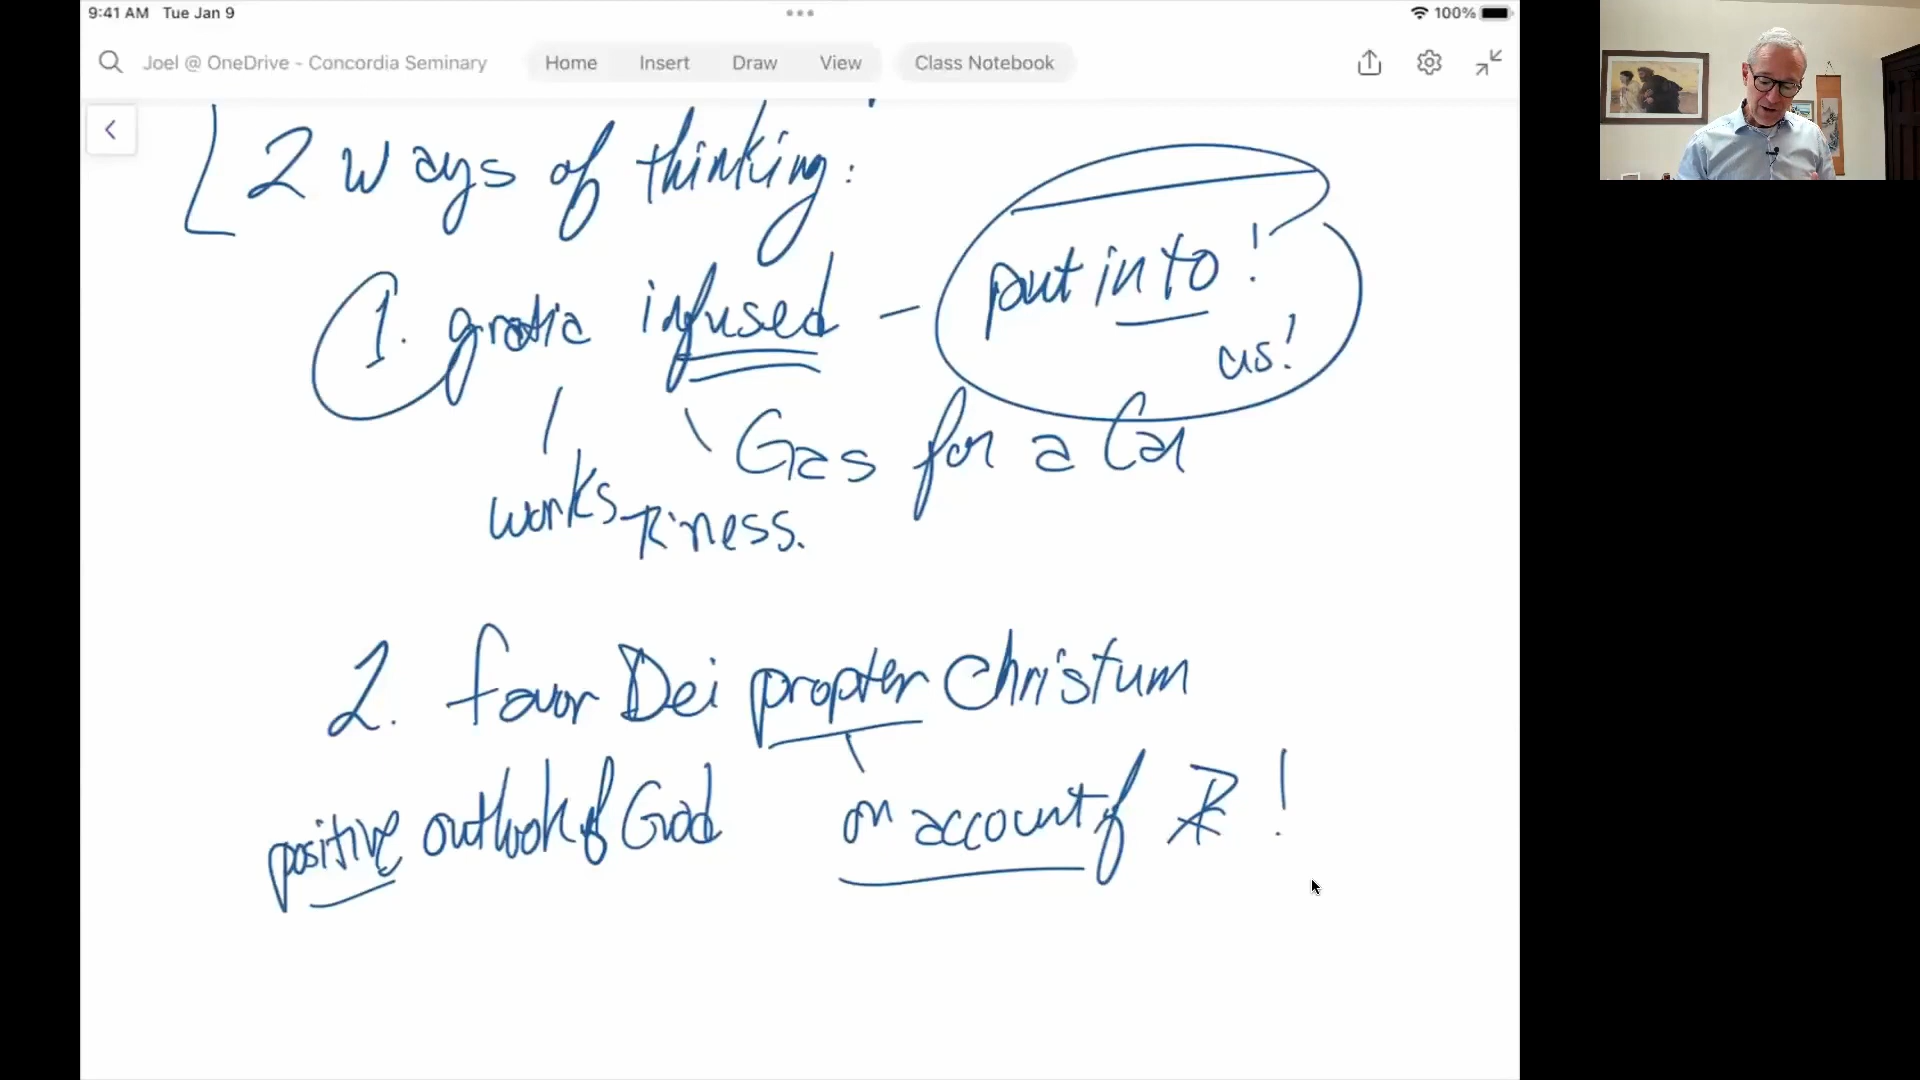 9:41 AM Tue Jan 9
100%
Joel @ OneDrive - Concordia Seminary Home Insert Draw View Class Notebook
2 ways of thinking:
1. gratia infused - put into!
us!
Gas for a Car
works-Riness.
2. favor Dei propter Christum
positive outlook of God on account of !